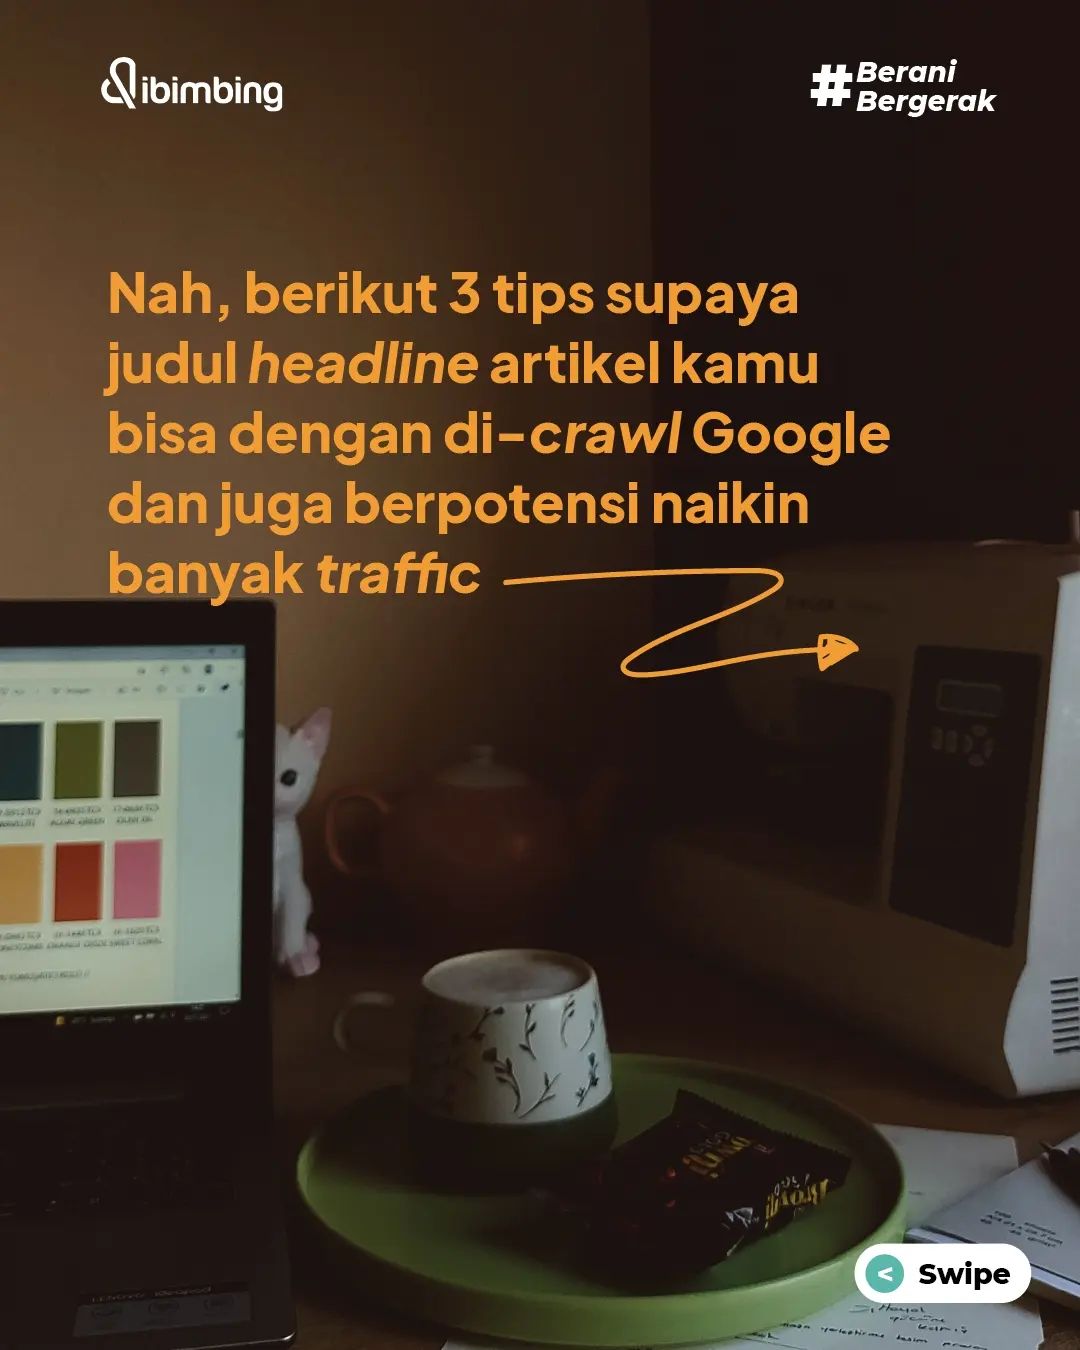 ibimbing
#Berani
Bergerak
Nah, berikut 3 tips supaya
judul headline artikel kamu
bisa dengan di-crawl Google
dan juga berpotensi naikin
banyak traffic
< Swipe